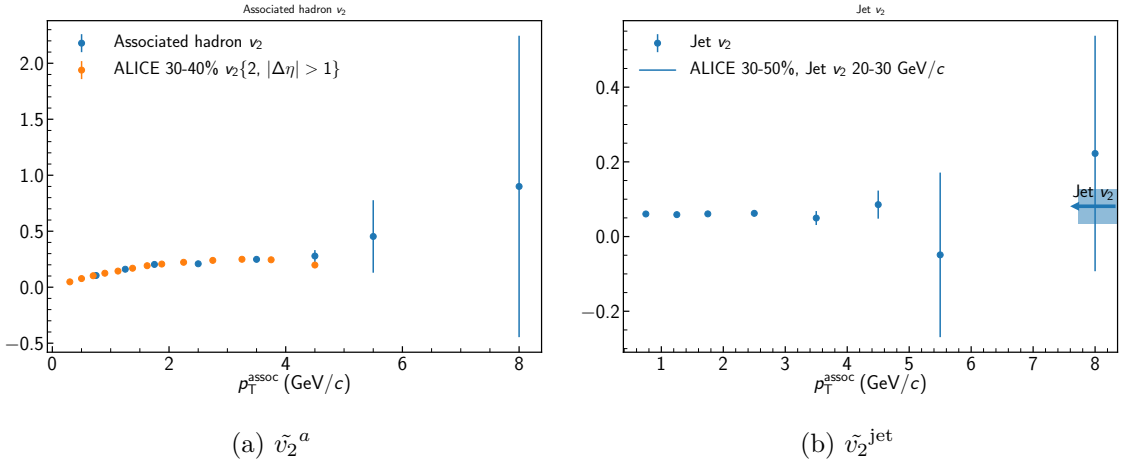 Associated hadron v₂
Associated hadron v₂
ALICE 30-40% v₂{2, |Δη| > 1}
2.0
1.5
1.0
0.5
0.0
−0.5
0
2
4
6
8
p_T^assoc (GeV/c)
(a) ṽ₂^a
Jet v₂
Jet v₂
ALICE 30-50%, Jet v₂ 20-30 GeV/c
Jet v₂
0.4
0.2
0.0
−0.2
1
2
3
4
5
6
7
8
p_T^assoc (GeV/c)
(b) ṽ₂^jet